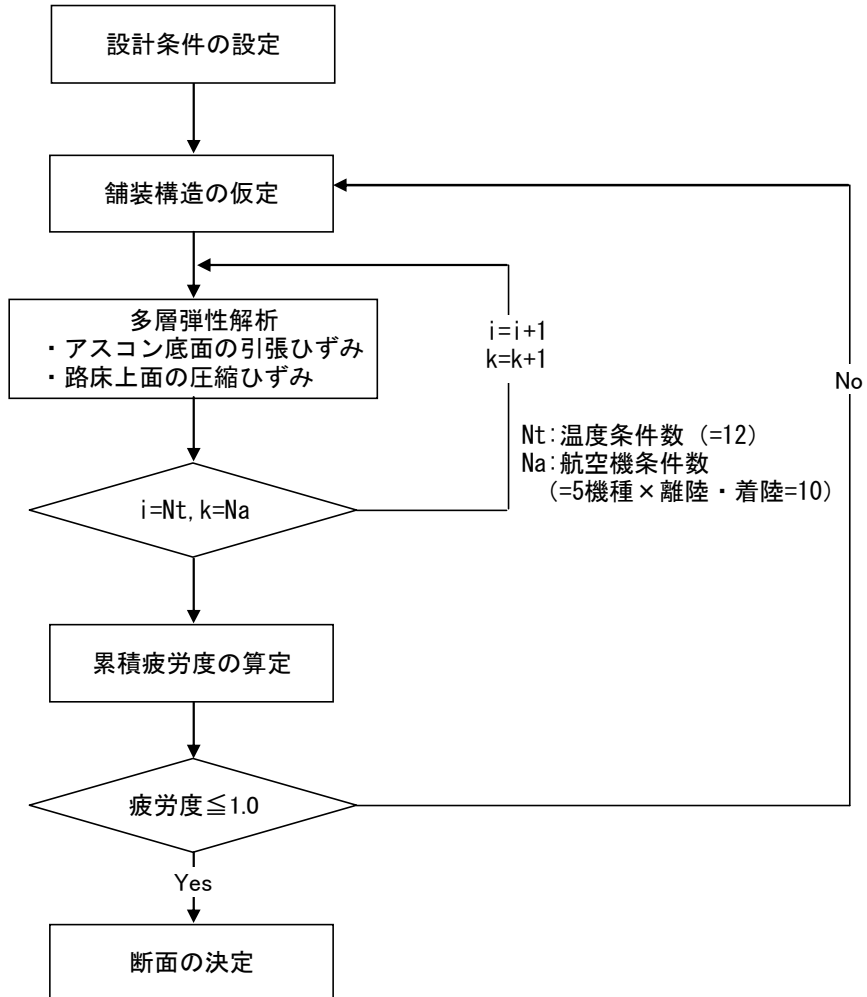 設計条件の設定
舗装構造の仮定
多層弾性解析
・アスコン底面の引張ひずみ
・路床上面の圧縮ひずみ
i=i+1
k=k+1
No
Nt:温度条件数 (=12)
Na:航空機条件数
(=5機種×離陸・着陸=10)
i=Nt,k=Na
累積疲労度の算定
疲労度≦1.0
Yes
断面の決定